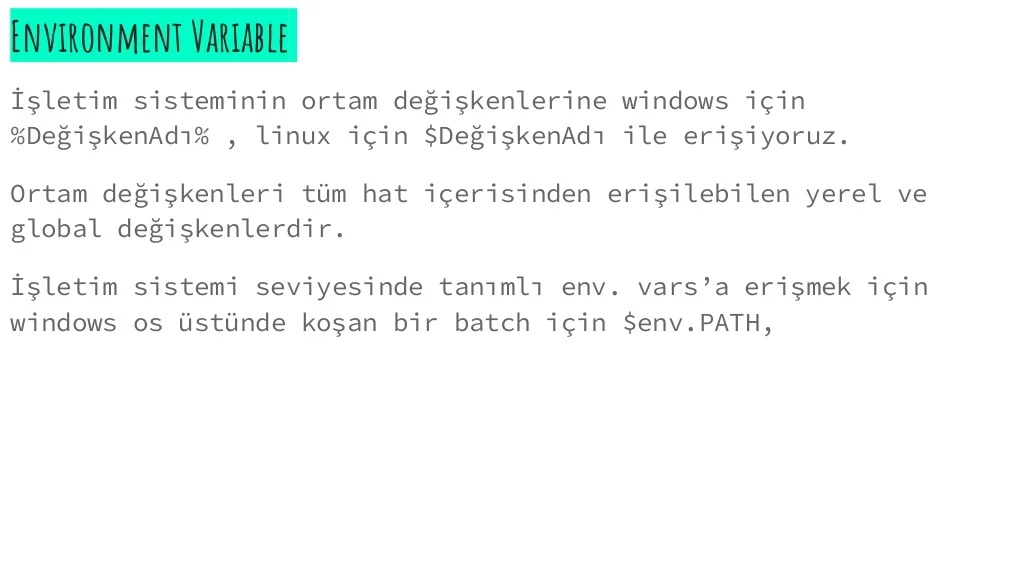 Environment Variable
İşletim sisteminin ortam değişkenlerine windows için
%DeğişkenAdı% , linux için $DeğişkenAdı ile erişiyoruz.
Ortam değişkenleri tüm hat içerisinden erişilebilen yerel ve
global değişkenlerdir.
İşletim sistemi seviyesinde tanımlı env. vars’a erişmek için
windows os üstünde koşan bir batch için $env.PATH,